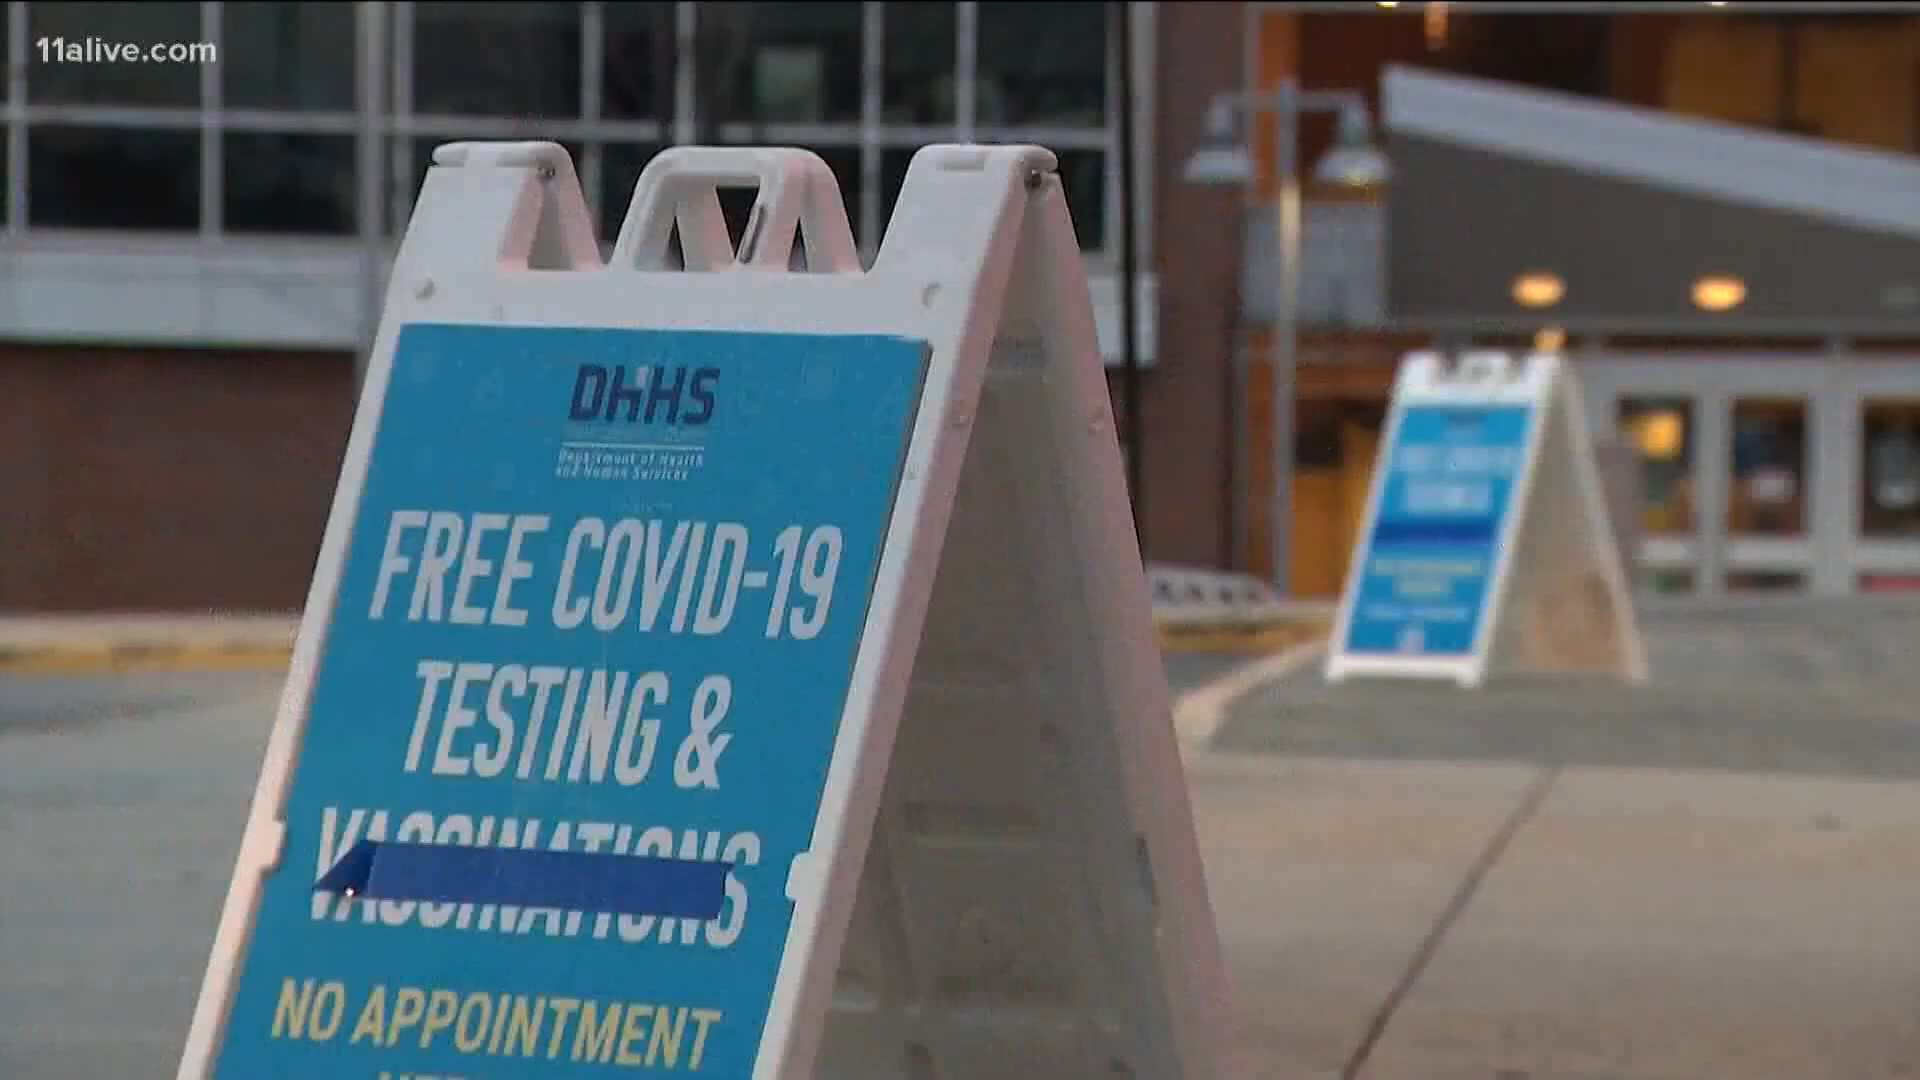 11alive.com
DHHS
Department of Health
and Human Services
FREE COVID-19
TESTING &
VACCINATIONS
NO APPOINTMENT